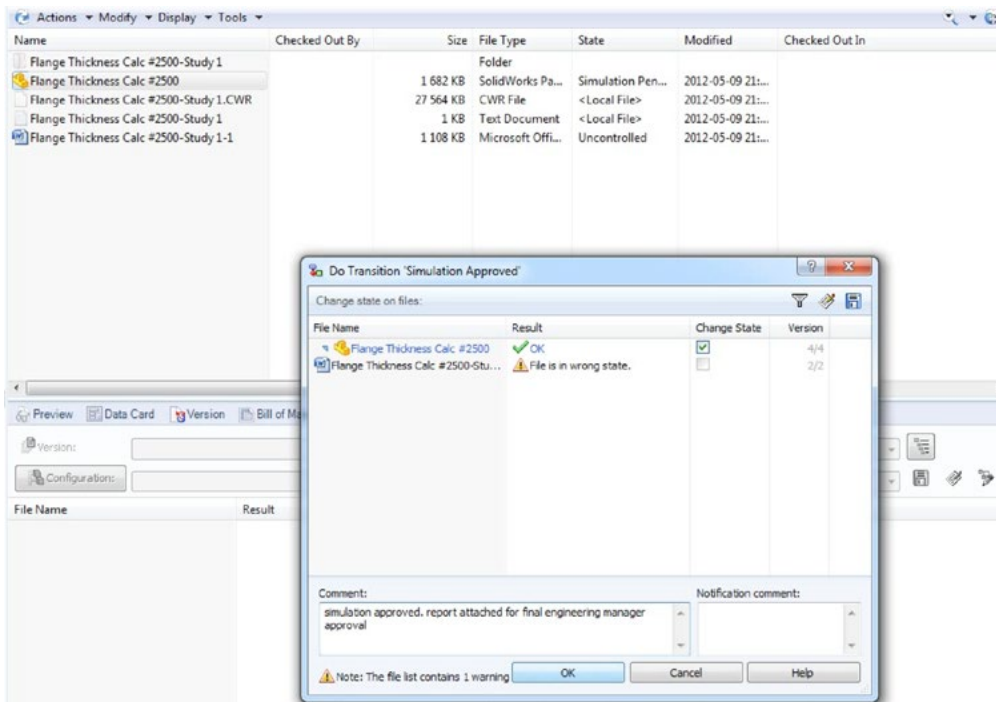 Actions Modify Display Tools
Name Checked Out By Size File Type State Modified Checked Out In
Flange Thickness Calc #2500-Study 1 Folder
Flange Thickness Calc #2500 1 682 KB SolidWorks Pa... Simulation Pen... 2012-05-09 21:...
Flange Thickness Calc #2500-Study 1.CWR 27 564 KB CWR File <Local File> 2012-05-09 21:...
Flange Thickness Calc #2500-Study 1 1 KB Text Document <Local File> 2012-05-09 21:...
Flange Thickness Calc #2500-Study 1-1 1 108 KB Microsoft Offi... Uncontrolled 2012-05-09 21:...
Do Transition 'Simulation Approved'
Change state on files:
File Name Result Change State Version
Flange Thickness Calc #2500 OK 4/4
Flange Thickness Calc #2500-Stu... File is in wrong state. 2/2
Preview Data Card Version Bill of Ma
Version:
Configuration:
File Name Result
Comment: Notification comment:
simulation approved. report attached for final engineering manager
approval
Note: The file list contains 1 warning OK Cancel Help